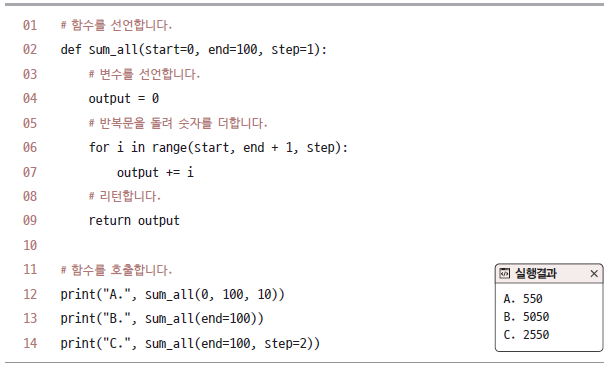 01 # 함수를 선언합니다.
02 def sum_all(start=0, end=100, step=1):
03     # 변수를 선언합니다.
04     output = 0
05     # 반복문을 돌려 숫자를 더합니다.
06     for i in range(start, end + 1, step):
07         output += i
08     # 리턴합니다.
09     return output
10
11 # 함수를 호출합니다.
12 print("A.", sum_all(0, 100, 10))
13 print("B.", sum_all(end=100))
14 print("C.", sum_all(end=100, step=2))
실행결과 ×
A. 550
B. 5050
C. 2550